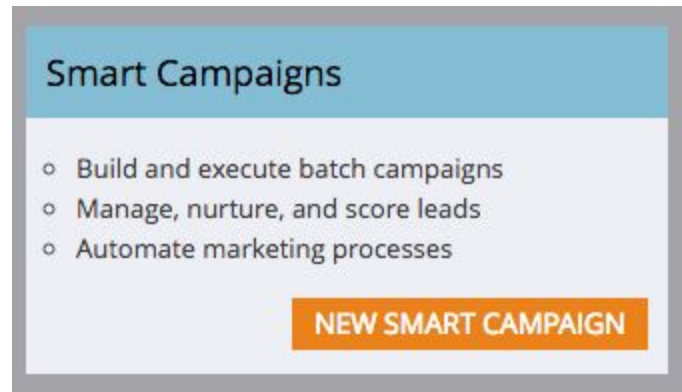 Smart Campaigns
Build and execute batch campaigns
Manage, nurture, and score leads
Automate marketing processes
NEW SMART CAMPAIGN